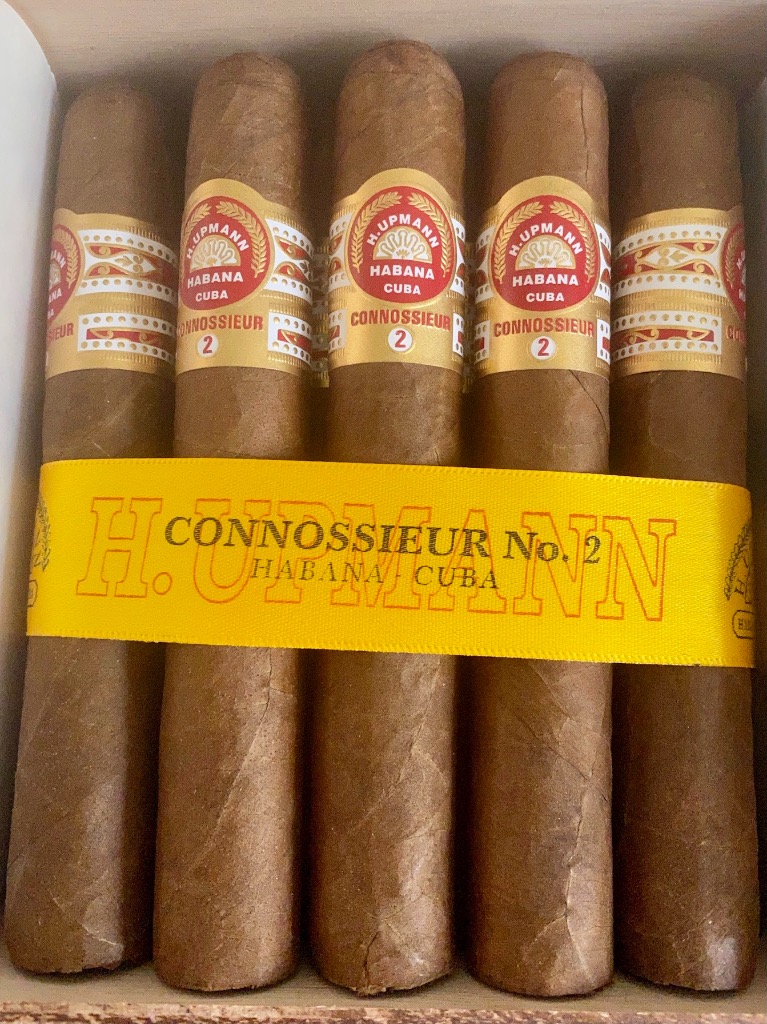 H.UPMANN
HABANA
CUBA
CONNOSSIEUR
2
H.UPMANN
HABANA
CUBA
CONNOSSIEUR
2
H.UPMANN
HABANA
CUBA
CONNOSSIEUR
2
H. UPMANN
CONNOSSIEUR No. 2
HABANA - CUBA